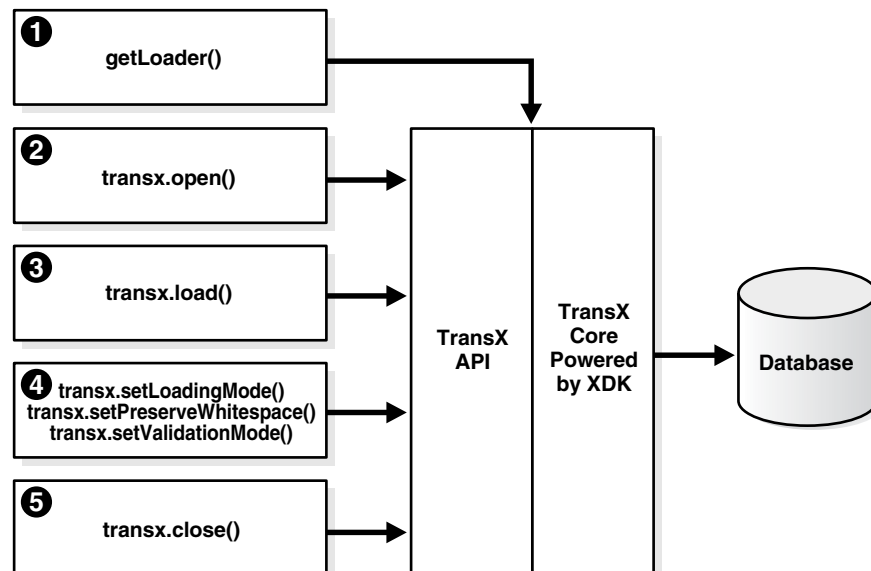 1
getLoader()
2
transx.open()
3
transx.load()
4
transx.setLoadingMode()
transx.setPreserveWhitespace()
transx.setValidationMode()
5
transx.close()
TransX
API
TransX
Core
Powered
by XDK
Database